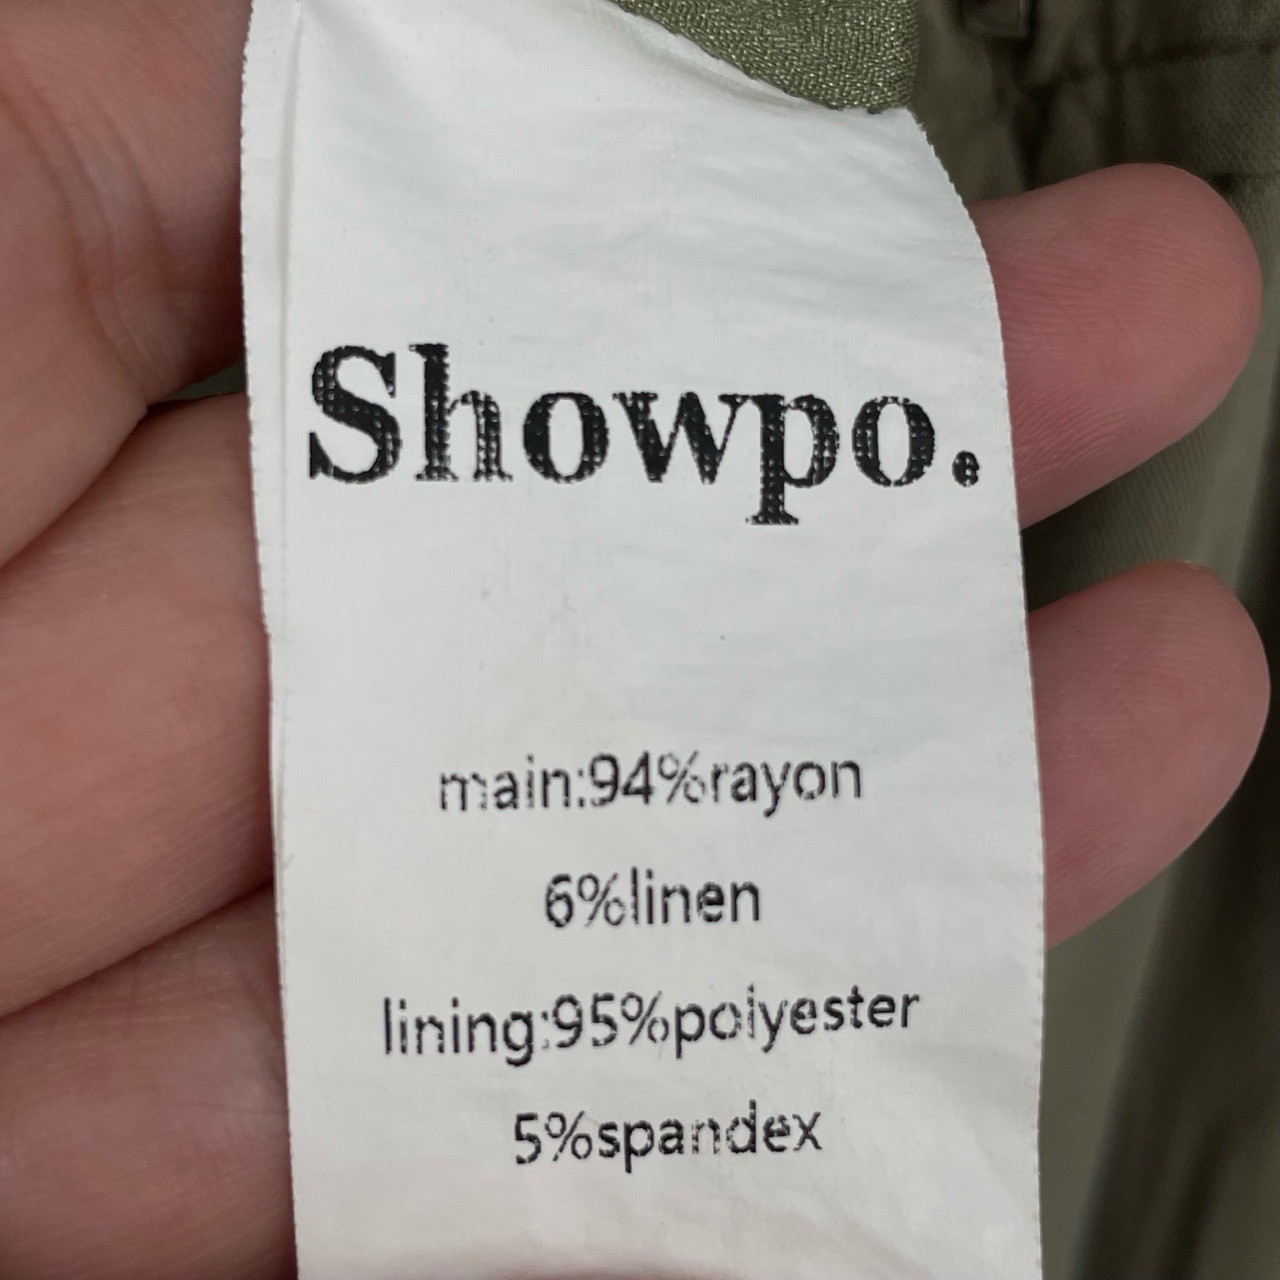 Showpo.
main:94%rayon
6%linen
lining:95%polyester
5%spandex